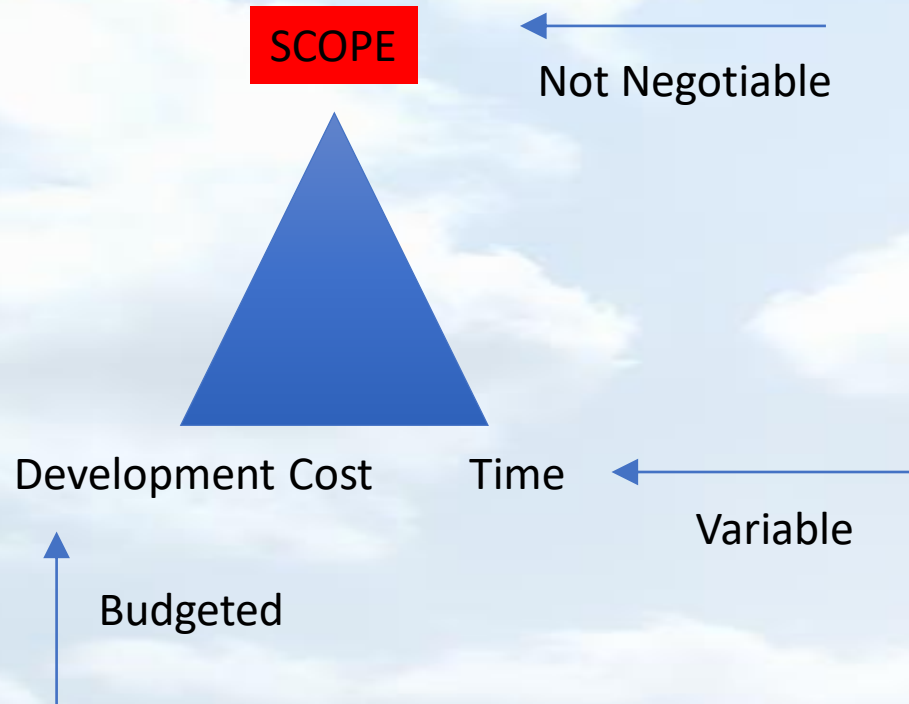 SCOPE
Not Negotiable
Development Cost
Time
Variable
Budgeted